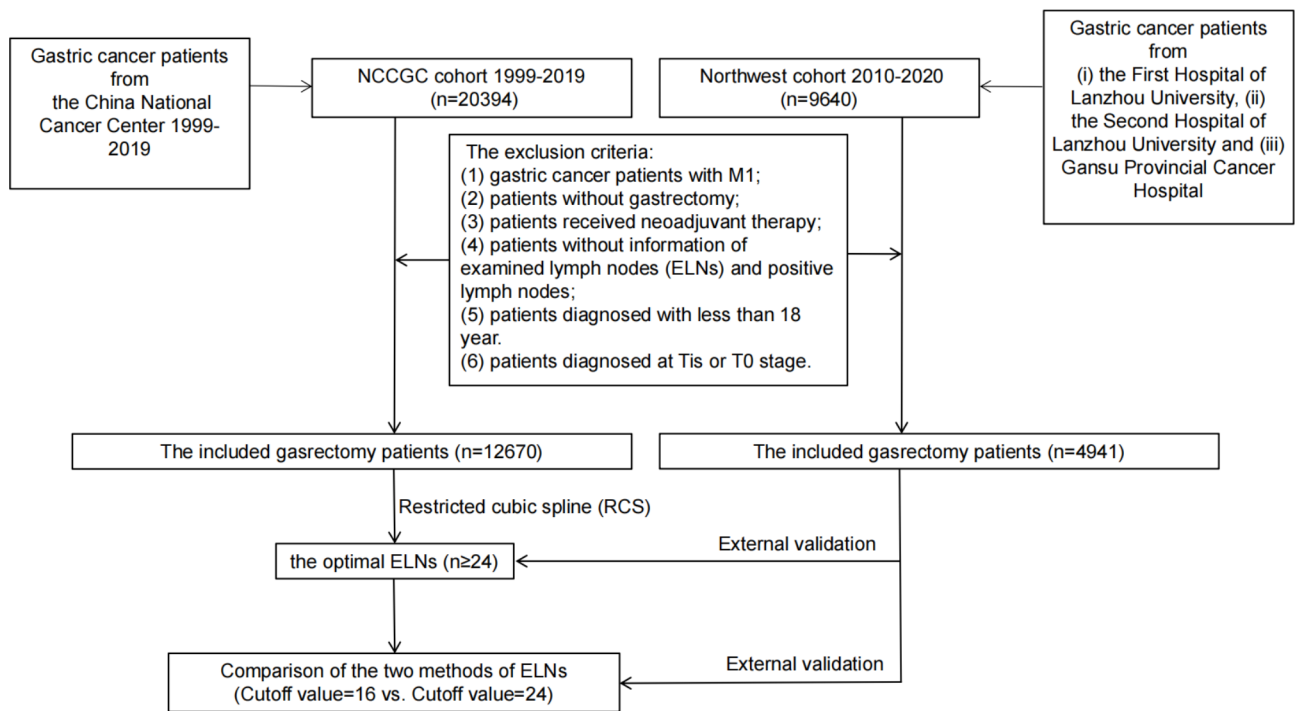 Gastric cancer patients
from
the China National
Cancer Center 1999-
2019
NCCGC cohort 1999-2019
(n=20394)
Northwest cohort 2010-2020
(n=9640)
Gastric cancer patients
from
(i) the First Hospital of
Lanzhou University, (ii)
the Second Hospital of
Lanzhou University and (iii)
Gansu Provincial Cancer
Hospital
The exclusion criteria:
(1) gastric cancer patients with M1;
(2) patients without gastrectomy;
(3) patients received neoadjuvant therapy;
(4) patients without information of
examined lymph nodes (ELNs) and positive
lymph nodes;
(5) patients diagnosed with less than 18
year.
(6) patients diagnosed at Tis or T0 stage.
The included gasrectomy patients (n=12670)
The included gasrectomy patients (n=4941)
Restricted cubic spline (RCS)
External validation
the optimal ELNs (n≥24)
External validation
Comparison of the two methods of ELNs
(Cutoff value=16 vs. Cutoff value=24)